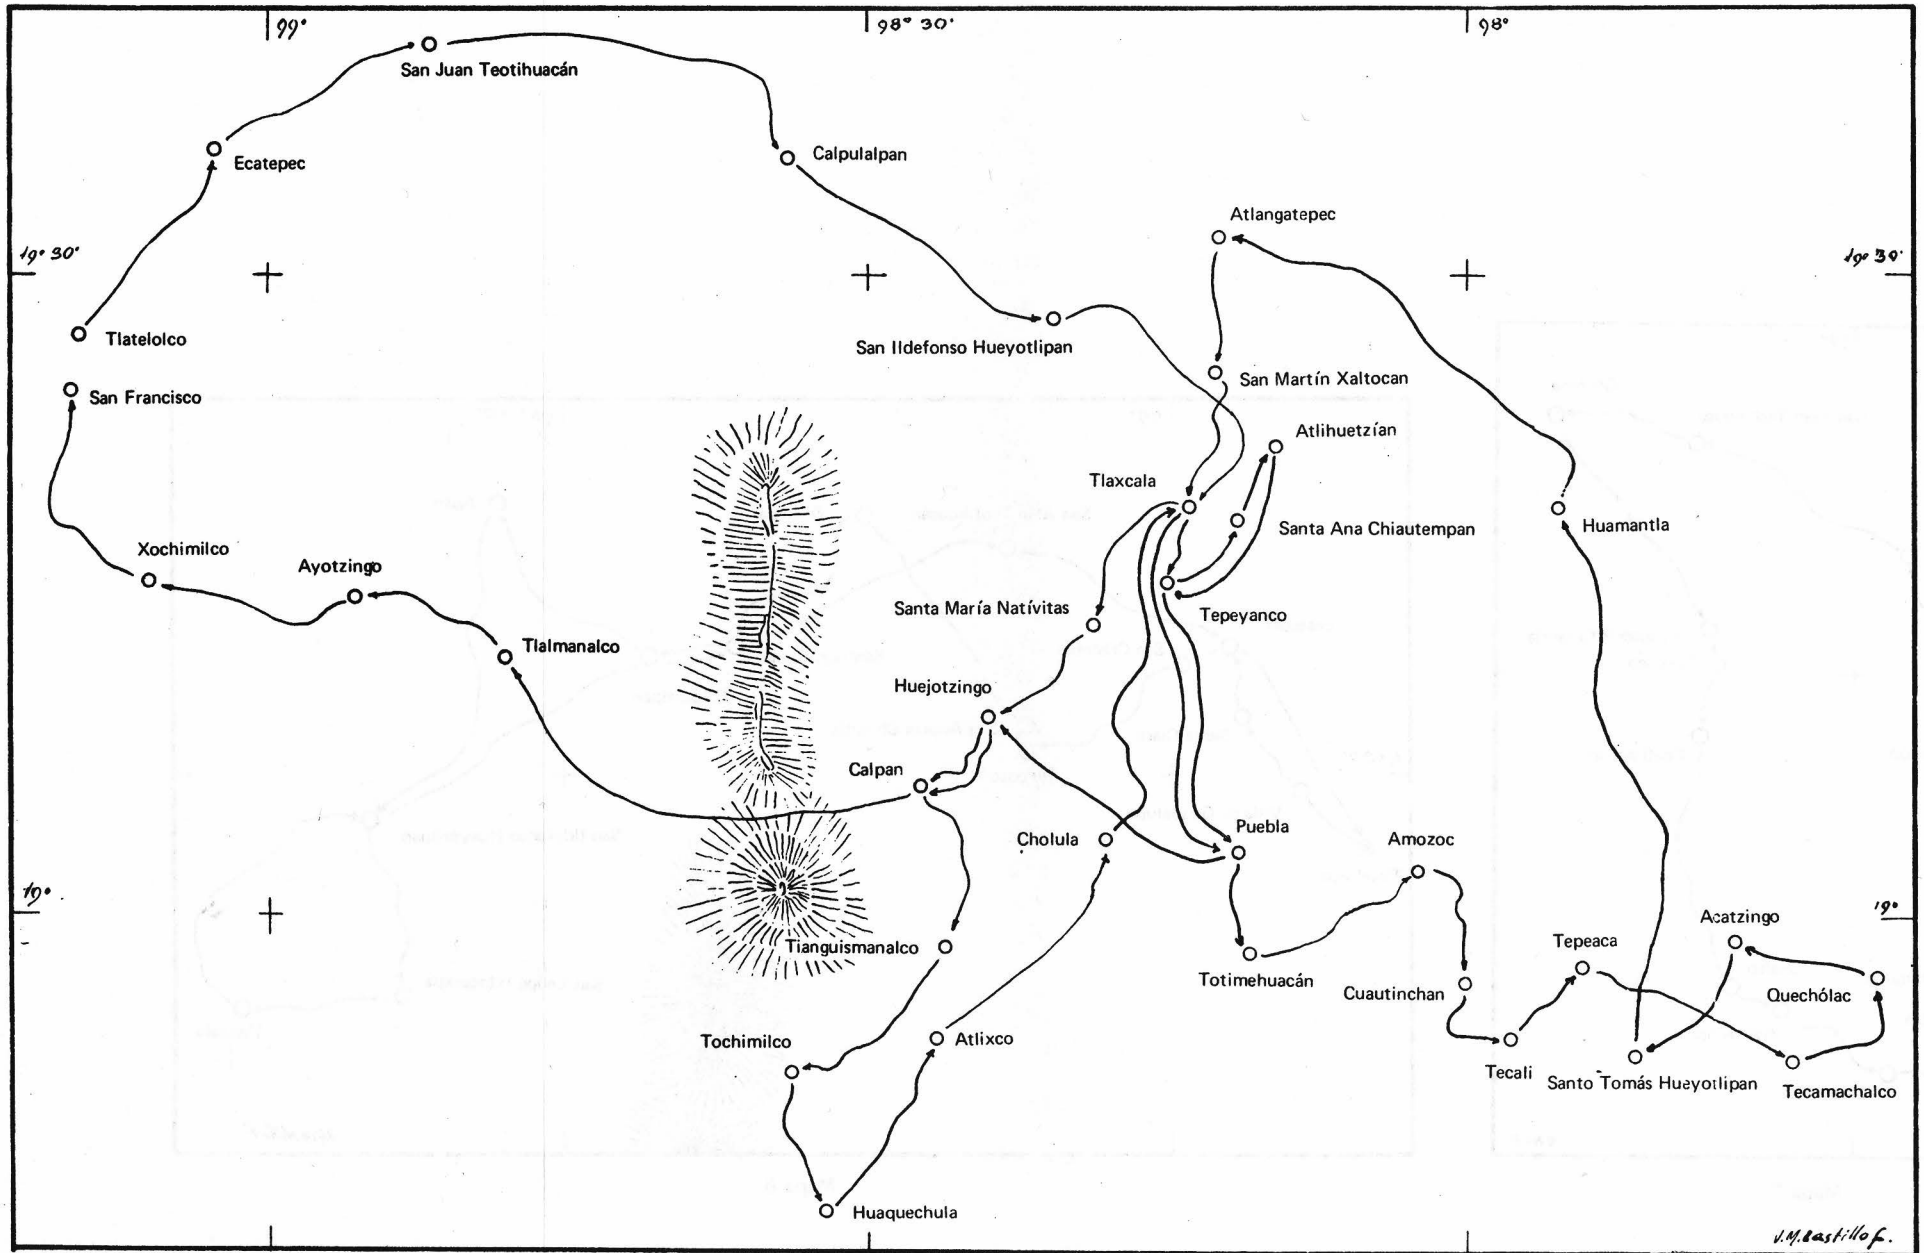 99°
98° 30'
98°
San Juan Teotihuacán
Ecatepec
Calpulalpan
Atlangatepec
19° 30'
19° 30'
Tlatelolco
San Ildefonso Hueyotlipan
San Martín Xaltocan
San Francisco
Atlihuetzían
Tlaxcala
Santa Ana Chiautempan
Huamantla
Xochimilco
Ayotzingo
Santa María Natívitas
Tepeyanco
Tlalmanalco
Huejotzingo
Calpan
Cholula
Puebla
Amozoc
19°
19°
Acatzingo
Tianguismanalco
Tepeaca
Totimehuacán
Cuautinchan
Quechólac
Tochimilco
Atlixco
Tecali
Santo Tomás Hueyotlipan
Tecamachalco
Huaquechula
J.M. Castillo F.